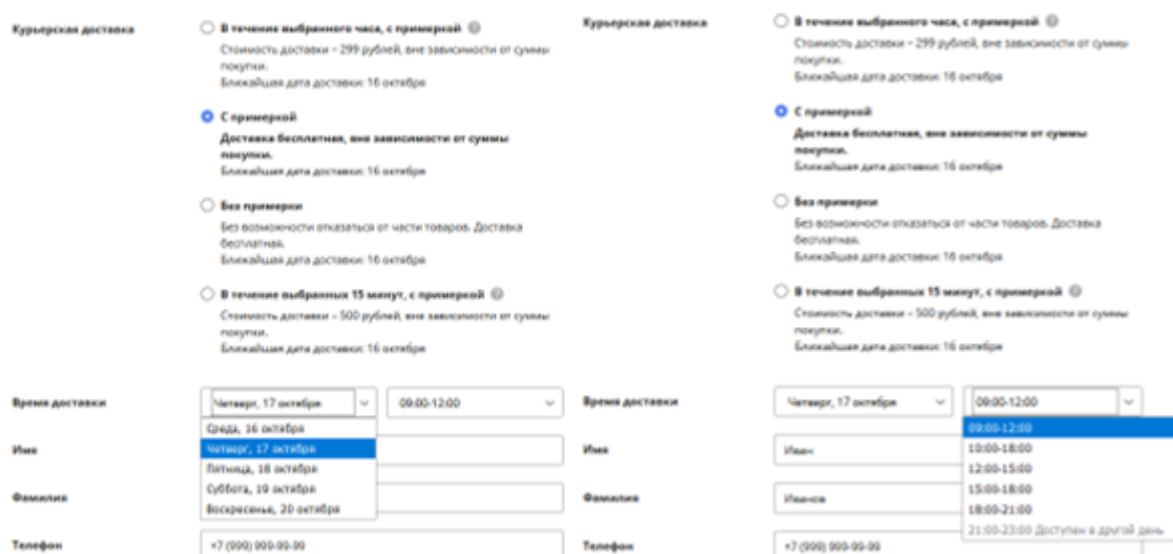 Курьерская доставка
В течение выбранного часа, с примеркой
Стоимость доставки – 299 рублей, вне зависимости от суммы
покупки.
Ближайшая дата доставки: 16 октября
С примеркой
Доставка бесплатная, вне зависимости от суммы
покупки.
Ближайшая дата доставки: 16 октября
Без примерки
Без возможности отказаться от части товаров. Доставка
бесплатная.
Ближайшая дата доставки: 16 октября
В течение выбранных 15 минут, с примеркой
Стоимость доставки – 500 рублей, вне зависимости от суммы
покупки.
Ближайшая дата доставки: 16 октября
Время доставки
Четверг, 17 октября
09:00-12:00
Среда, 16 октября
Четверг, 17 октября
Пятница, 18 октября
Суббота, 19 октября
Воскресенье, 20 октября
Имя
Фамилия
Телефон
+7 (999) 999-99-99
Курьерская доставка
В течение выбранного часа, с примеркой
Стоимость доставки – 299 рублей, вне зависимости от суммы
покупки.
Ближайшая дата доставки: 16 октября
С примеркой
Доставка бесплатная, вне зависимости от суммы
покупки.
Ближайшая дата доставки: 16 октября
Без примерки
Без возможности отказаться от части товаров. Доставка
бесплатная.
Ближайшая дата доставки: 16 октября
В течение выбранных 15 минут, с примеркой
Стоимость доставки – 500 рублей, вне зависимости от суммы
покупки.
Ближайшая дата доставки: 16 октября
Время доставки
Четверг, 17 октября
09:00-12:00
09:00-12:00
10:00-18:00
12:00-15:00
15:00-18:00
18:00-21:00
21:00-23:00 Доступен в другой день
Имя
Иван
Фамилия
Иванов
Телефон
+7 (999) 999-99-99